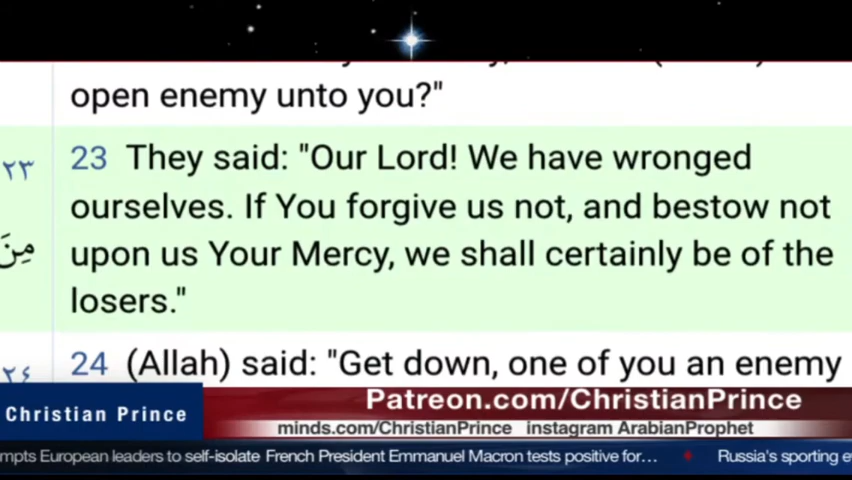 open enemy unto you?"
٢٣ 23 They said: "Our Lord! We have wronged
ourselves. If You forgive us not, and bestow not
مِنَ upon us Your Mercy, we shall certainly be of the
losers."
٢٤ 24 (Allah) said: "Get down, one of you an enemy
Christian Prince
Patreon.com/ChristianPrince
minds.com/ChristianPrince instagram ArabianProphet
European leaders to self-isolate French President Emmanuel Macron tests positive for... • Russia's sporting